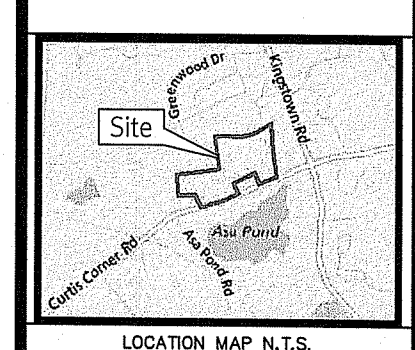 Greenwood Dr
Kingstown Rd
Site
Asa Pond
Asa Pond Rd
Curtis Corner Rd
LOCATION MAP N.T.S.